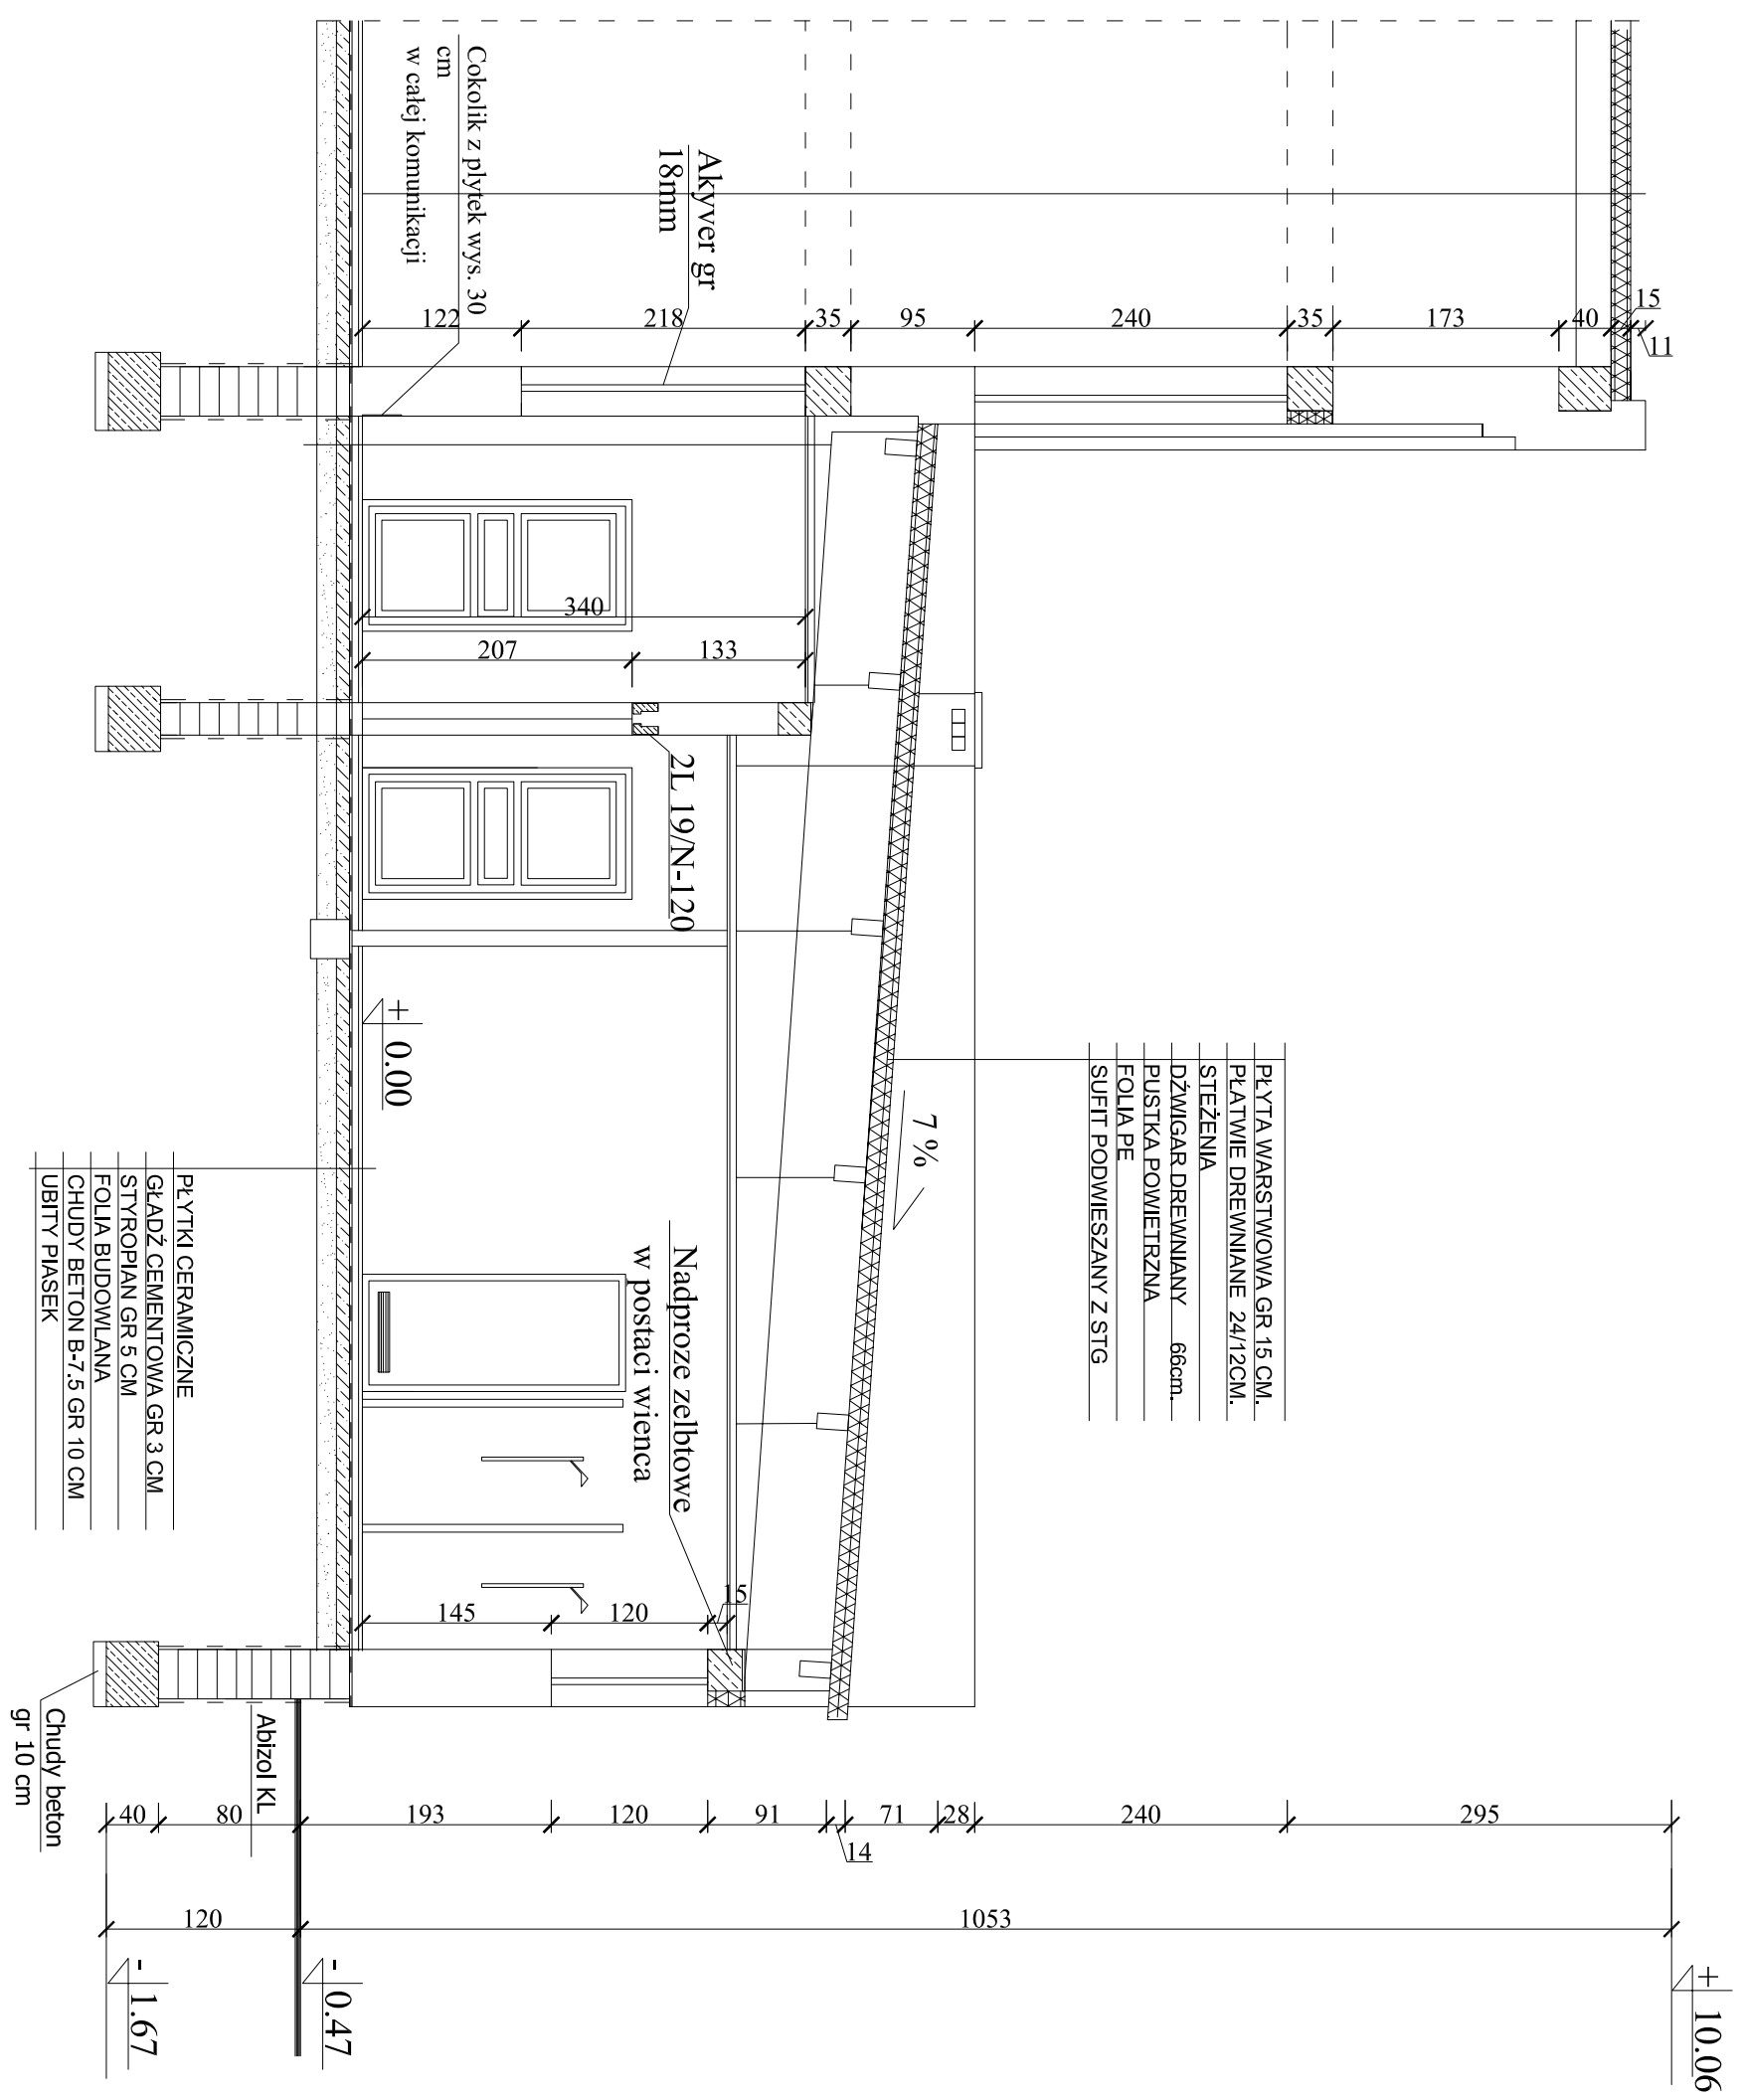 Cokolik z płytek wys. 30
cm
w całej komunikacji
Akyver gr
18mm
122
218
35
95
240
35
173
40
15
11
340
207
133
2L 19/N-120
+ 0.00
7 %
PŁYTA WARSTWOWA GR 15 CM.
PŁATWIE DREWNIANE 24/12CM.
STEŻENIA
DŹWIGAR DREWNIANY 66cm.
PUSTKA POWIETRZNA
FOLIA PE
SUFIT PODWIESZANY Z STG
PŁYTKI CERAMICZNE
GŁADŹ CEMENTOWA GR 3 CM
STYROPIAN GR 5 CM
FOLIA BUDOWLANA
CHUDY BETON B-7.5 GR 10 CM
UBITY PIASEK
Nadproze zelbtowe
w postaci wienca
145
120
15
Abizol KL
Chudy beton
gr 10 cm
40
80
193
120
91
14
71
28
240
295
120
1053
- 1.67
- 0.47
+ 10.06